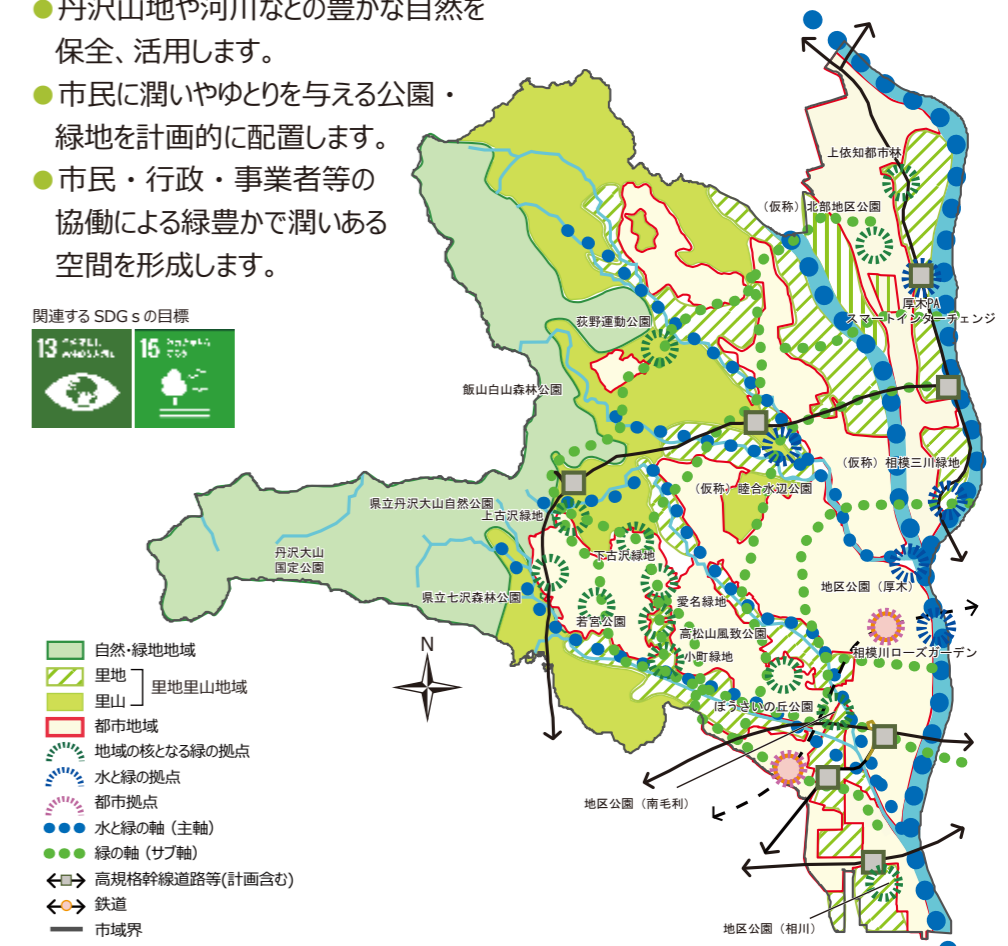 ●丹沢山地や河川などの豊かな自然を
保全、活用します。
●市民に潤いやゆとりを与える公園・
緑地を計画的に配置します。
●市民・行政・事業者等の
協働による緑豊かで潤いある
空間を形成します。
関連するSDGsの目標
13
15
上依知都市林
（仮称）北部地区公園
厚木PA
スマートインターチェンジ
荻野運動公園
飯山白山森林公園
（仮称）相模三川緑地
（仮称）睦合水辺公園
県立丹沢大山自然公園
上古沢緑地
丹沢大山
国定公園
下古沢緑地
地区公園（厚木）
県立七沢森林公園
愛名緑地
若宮公園
高松山風致公園
小町緑地
相模川ローズガーデン
ぼうさいの丘公園
地区公園（南毛利）
地区公園（相川）
N
自然・緑地地域
里地
里地里山地域
里山
都市地域
地域の核となる緑の拠点
水と緑の拠点
都市拠点
水と緑の軸（主軸）
緑の軸（サブ軸）
高規格幹線道路等(計画含む)
鉄道
市域界